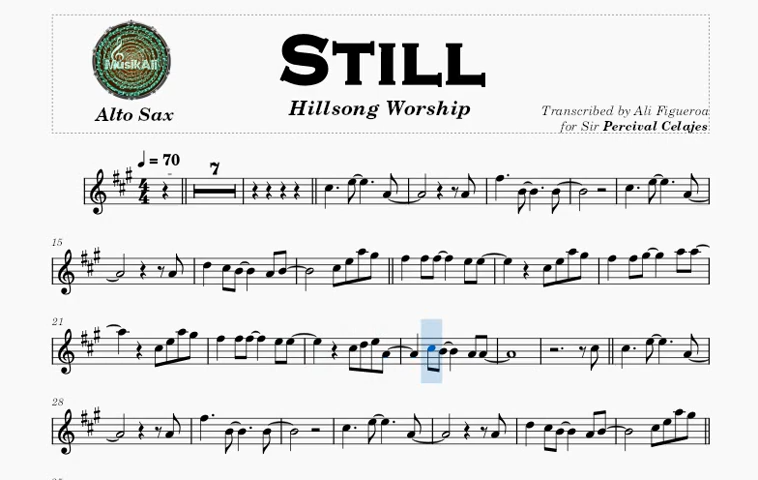 STILL
MusikAll
Alto Sax
Hillsong Worship
Transcribed by Ali Figueroa
for Sir Percival Celajes
♩ = 70
7
15
21
28